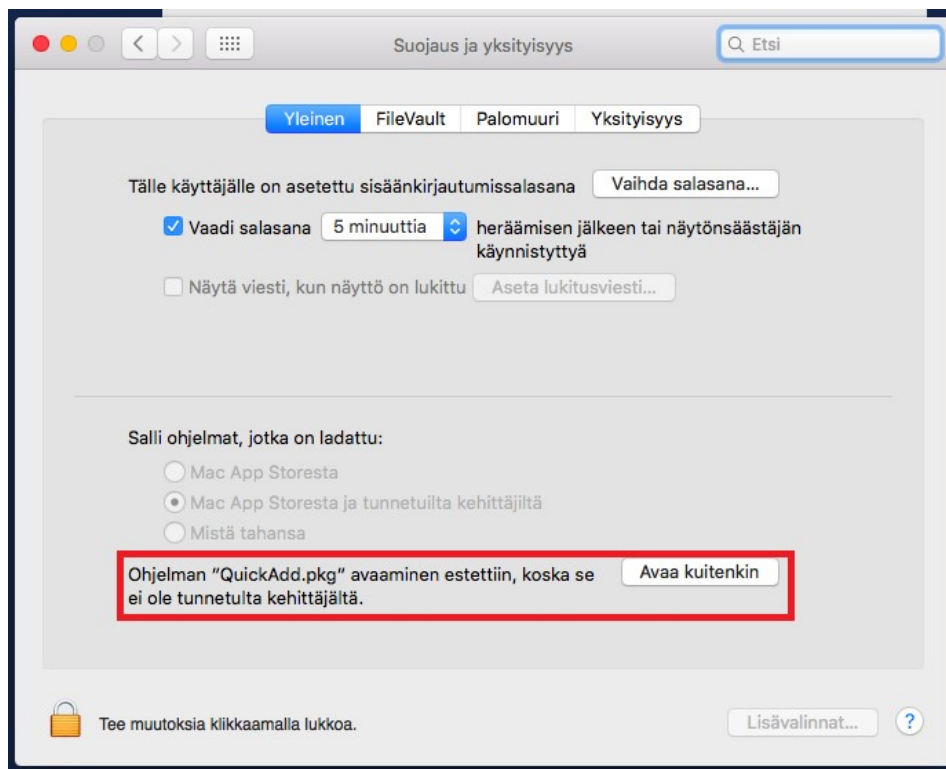 Suojaus ja yksityisyys
Etsi
Yleinen
FileVault
Palomuuri
Yksityisyys
Tälle käyttäjälle on asetettu sisäänkirjautumissalasana
Vaihda salasana...
Vaadi salasana
5 minuuttia
heräämisen jälkeen tai näytönsäästäjän
käynnistyttyä
Näytä viesti, kun näyttö on lukittu
Aseta lukitusviesti...
Salli ohjelmat, jotka on ladattu:
Mac App Storesta
Mac App Storesta ja tunnetuilta kehittäjiltä
Mistä tahansa
Ohjelman “QuickAdd.pkg” avaaminen estettiin, koska se
ei ole tunnetulta kehittäjältä.
Avaa kuitenkin
Tee muutoksia klikkaamalla lukkoa.
Lisävalinnat...
?